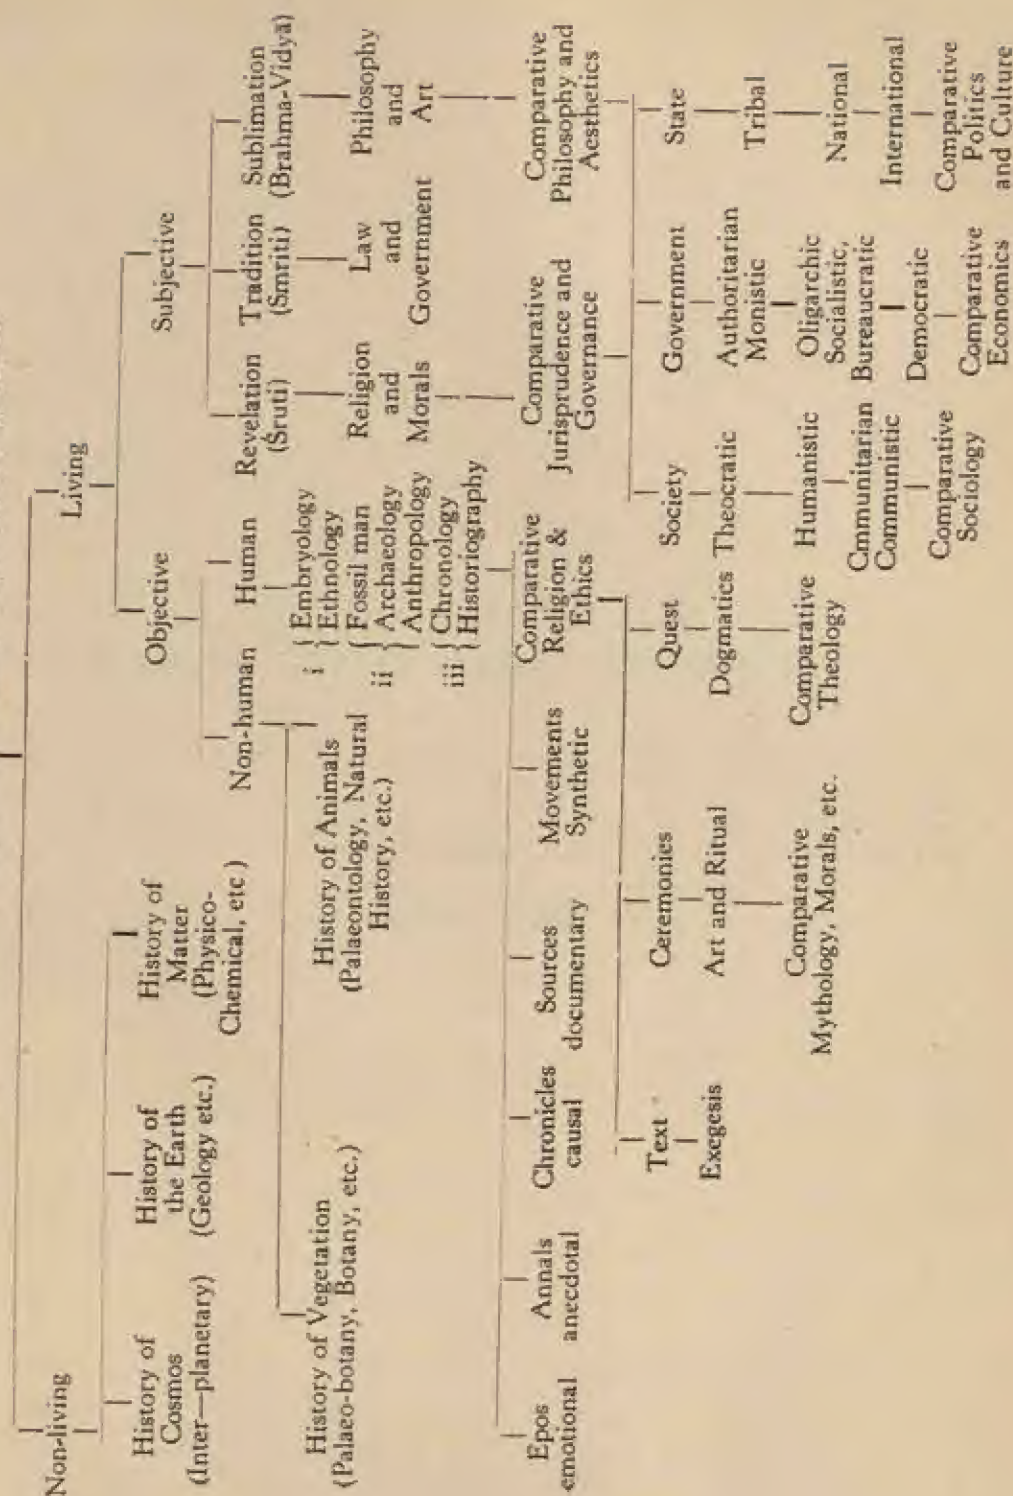 Non-living
Living
History of
Cosmos
(Inter—planetary)
History of
the Earth
(Geology etc.)
History of
Matter
(Physico-
Chemical, etc )
Objective
Subjective
Non-human
Human
Revelation
(Śruti)
Tradition
(Smriti)
Sublimation
(Brahma-Vidyā)
History of Vegetation
(Palaeo-botany, Botany, etc.)
History of Animals
(Palaeontology, Natural
History, etc.)
i { Embryology
Ethnology
ii { Fossil man
Archaeology
Anthropology
iii { Chronology
Historiography
Religion
and
Morals
Law
and
Government
Philosophy
and
Art
Epos
emotional
Annals
anecdotal
Chronicles
causal
Sources
documentary
Movements
Synthetic
Comparative
Religion &
Ethics
Comparative
Jurisprudence and
Governance
Comparative
Philosophy and
Aesthetics
Text
Exegesis
Ceremonies
Art and Ritual
Comparative
Mythology, Morals, etc.
Quest
Dogmatics
Comparative
Theology
Society
Theocratic
Humanistic
Cmmunitarian
Communistic
Comparative
Sociology
Government
Authoritarian
Monistic
Oligarchic
Socialistic,
Bureaucratic
Democratic
Comparative
Economics
State
Tribal
National
International
Comparative
Politics
and Culture